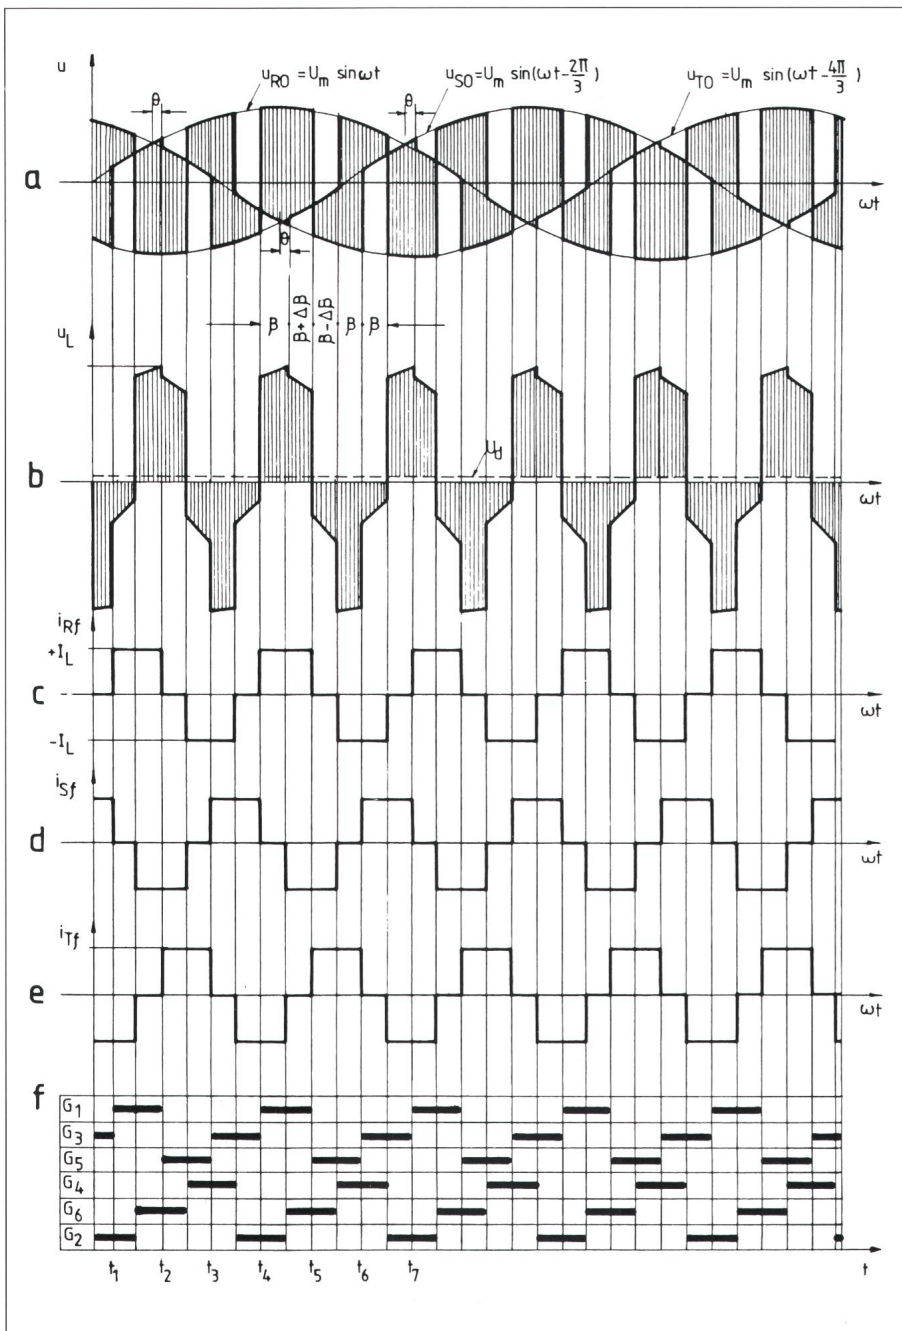 u
θ
u_RO = U_m sin ωt
θ
u_SO = U_m sin(ωt - 2π/3)
u_TO = U_m sin(ωt - 4π/3)
a
ωt
θ
u_L
β
β+Δβ
β-Δβ
β
β
b
U_d
ωt
i_Rf
+I_L
c
ωt
-I_L
i_Sf
d
ωt
i_Tf
e
ωt
f
G_1
G_3
G_5
G_4
G_6
G_2
t_1 t_2 t_3 t_4 t_5 t_6 t_7 t